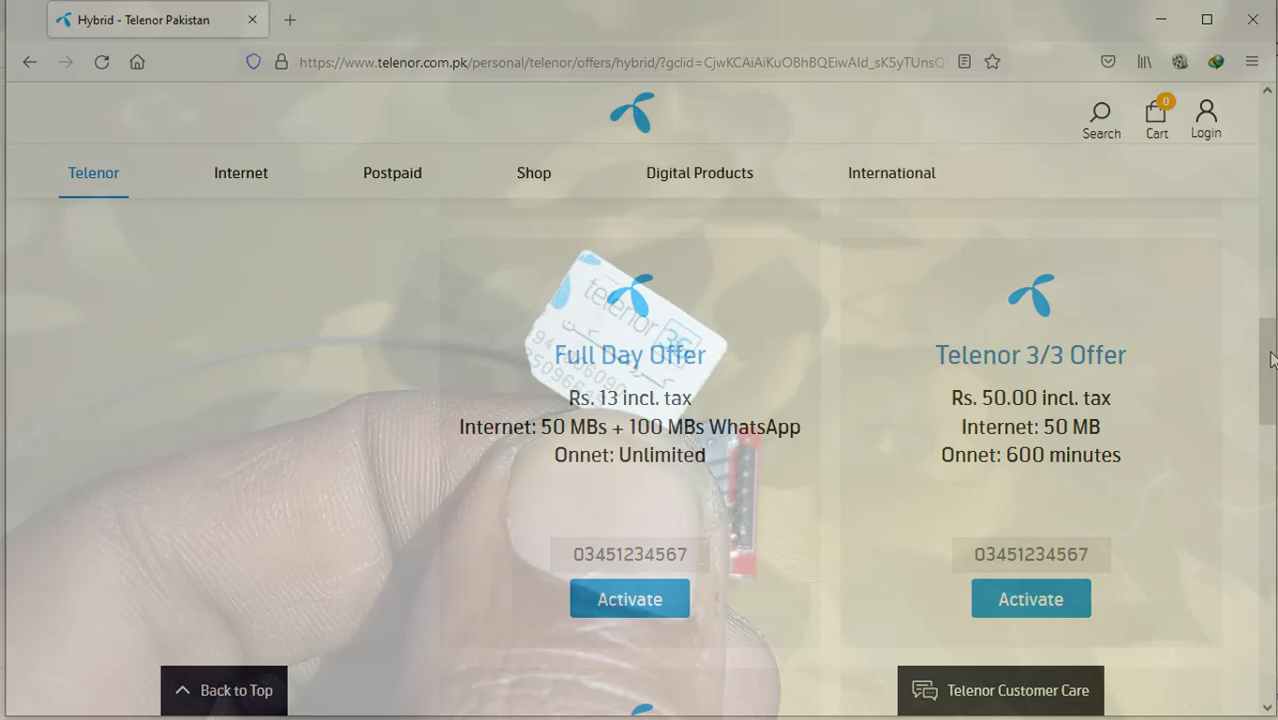 Hybrid - Telenor Pakistan
https://www.telenor.com.pk/personal/telenor/offers/hybrid/?gclid=CjwKCAiAiKuOBhBQEiwAId_sK5yTUnsQ
Search
0
Cart
Login
Telenor
Internet
Postpaid
Shop
Digital Products
International
telenor 3G
Full Day Offer
Rs. 13 incl. tax
Internet: 50 MBs + 100 MBs WhatsApp
Onnet: Unlimited
03451234567
Activate
Telenor 3/3 Offer
Rs. 50.00 incl. tax
Internet: 50 MB
Onnet: 600 minutes
03451234567
Activate
Back to Top
Telenor Customer Care